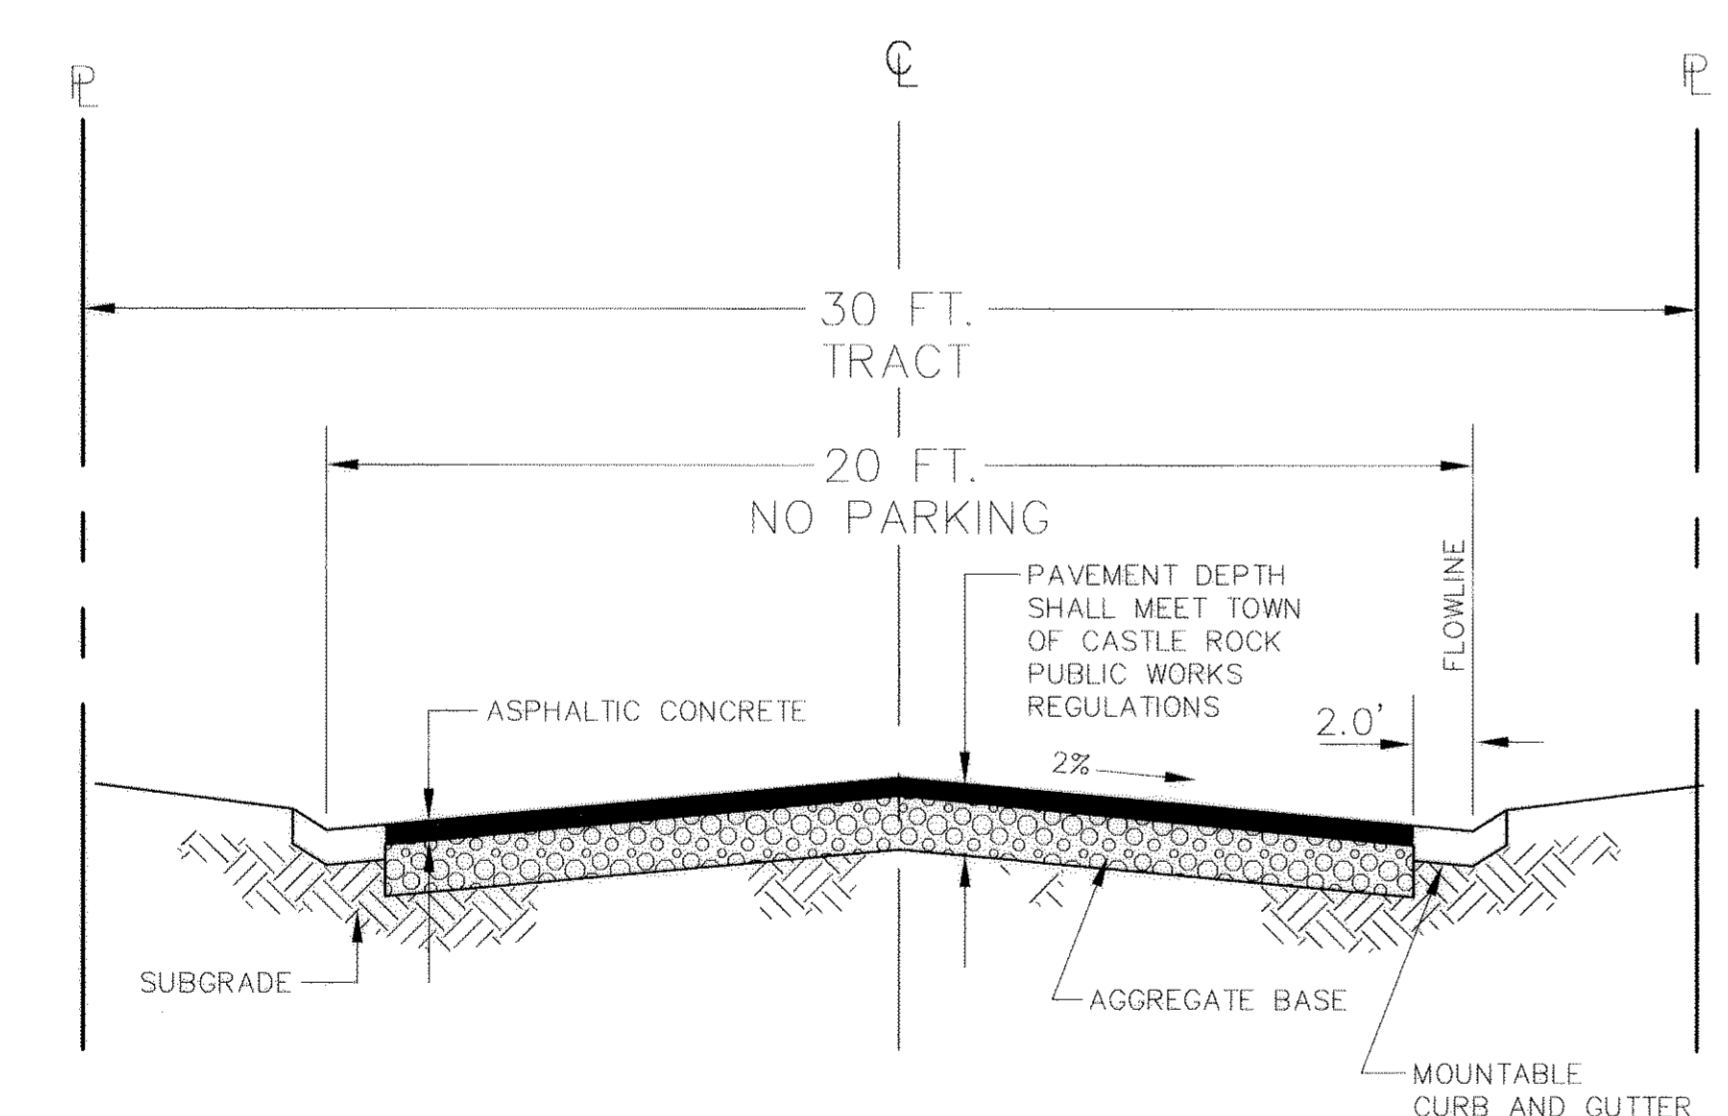 PL
CL
PL
30 FT.
TRACT
20 FT.
NO PARKING
FLOWLINE
PAVEMENT DEPTH
SHALL MEET TOWN
OF CASTLE ROCK
PUBLIC WORKS
REGULATIONS
ASPHALTIC CONCRETE
2.0'
2%
SUBGRADE
AGGREGATE BASE
MOUNTABLE
CURB AND GUTTER